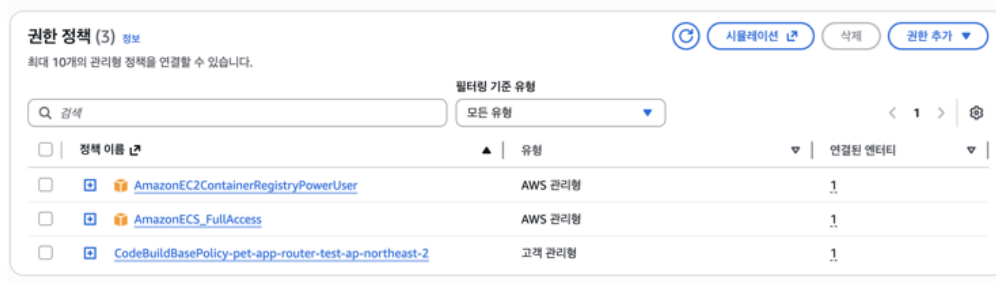 권한 정책 (3) 정보
시뮬레이션 삭제 권한 추가
최대 10개의 관리형 정책을 연결할 수 있습니다.
필터링 기준 유형
검색 모든 유형 1
정책 이름 유형 연결된 엔터티
AmazonEC2ContainerRegistryPowerUser AWS 관리형 1
AmazonECS_FullAccess AWS 관리형 1
CodeBuildBasePolicy-pet-app-router-test-ap-northeast-2 고객 관리형 1